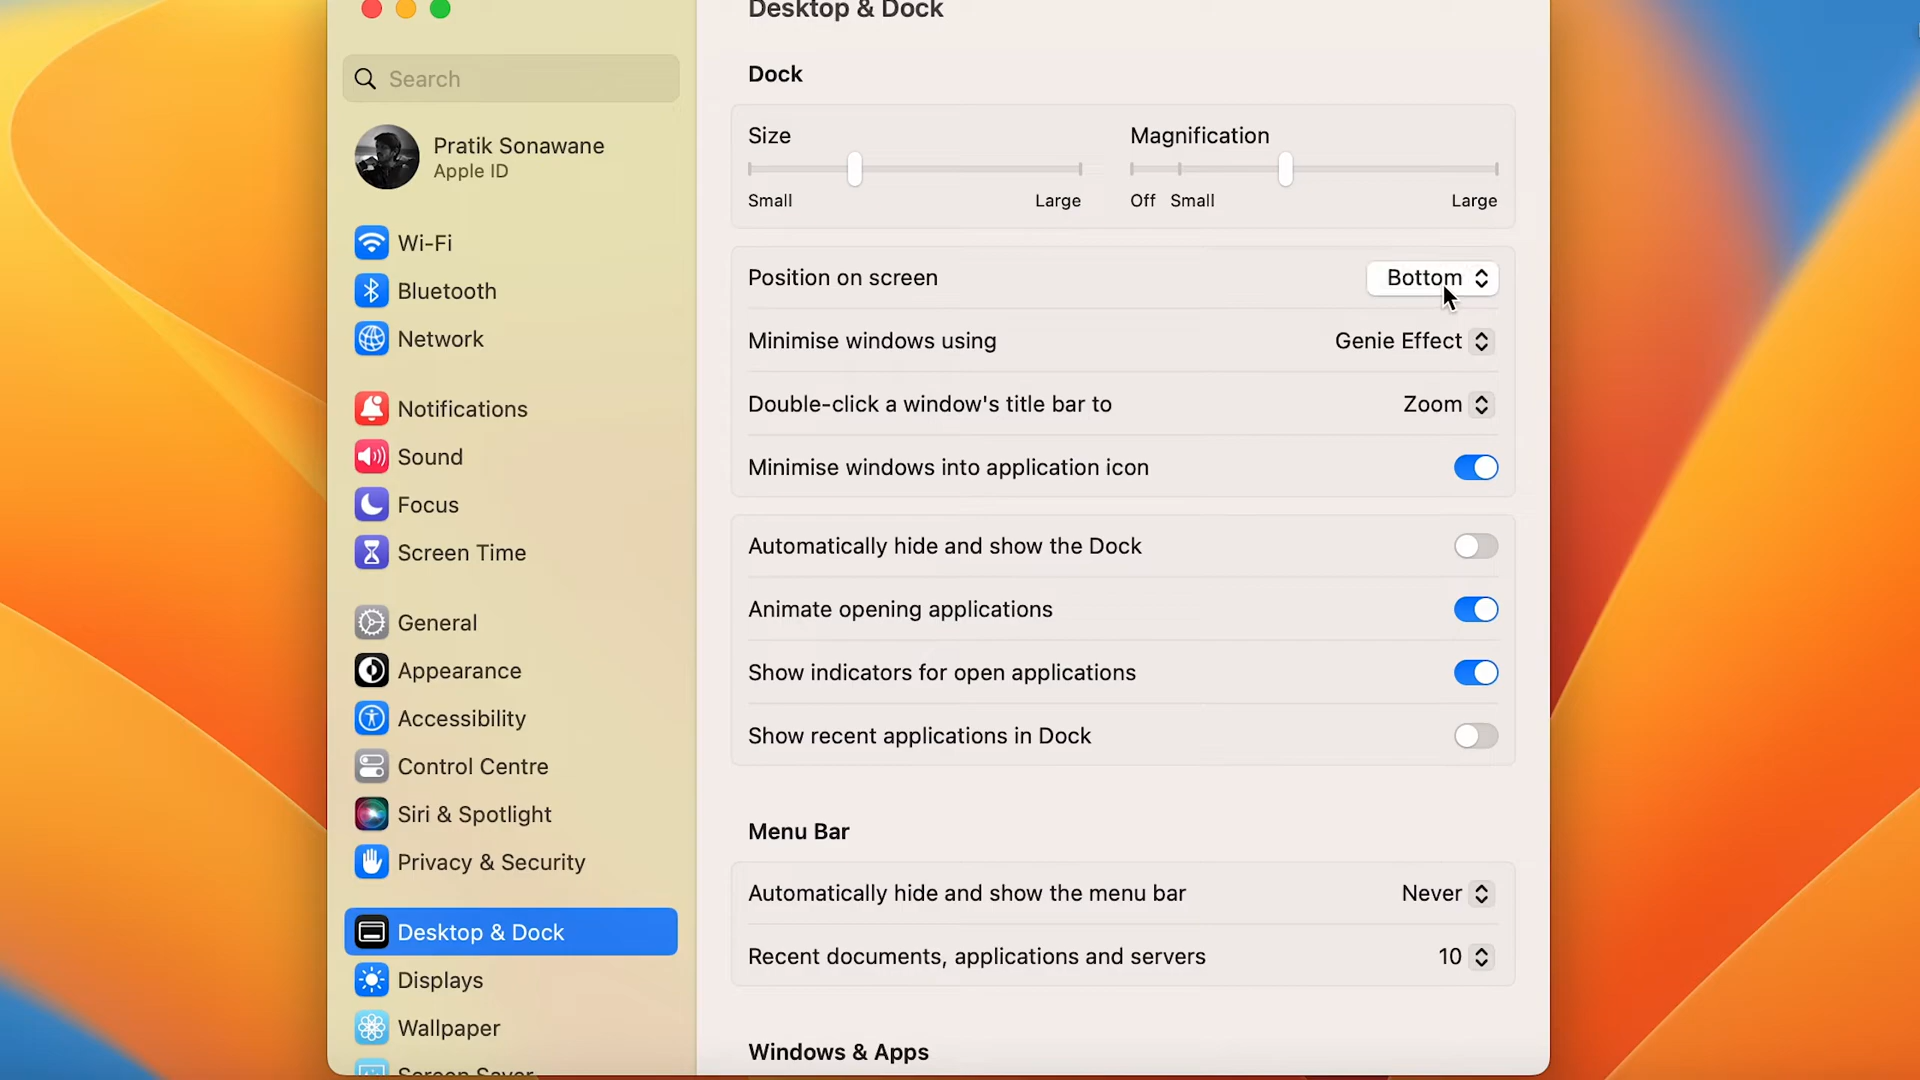 Desktop & Dock
Search
Pratik Sonawane
Apple ID
Wi-Fi
Bluetooth
Network
Notifications
Sound
Focus
Screen Time
General
Appearance
Accessibility
Control Centre
Siri & Spotlight
Privacy & Security
Desktop & Dock
Displays
Wallpaper
Screen Saver
Dock
Size
Magnification
Small
Large
Off
Small
Large
Position on screen
Bottom
Minimise windows using
Genie Effect
Double-click a window's title bar to
Zoom
Minimise windows into application icon
Automatically hide and show the Dock
Animate opening applications
Show indicators for open applications
Show recent applications in Dock
Menu Bar
Automatically hide and show the menu bar
Never
Recent documents, applications and servers
10
Windows & Apps